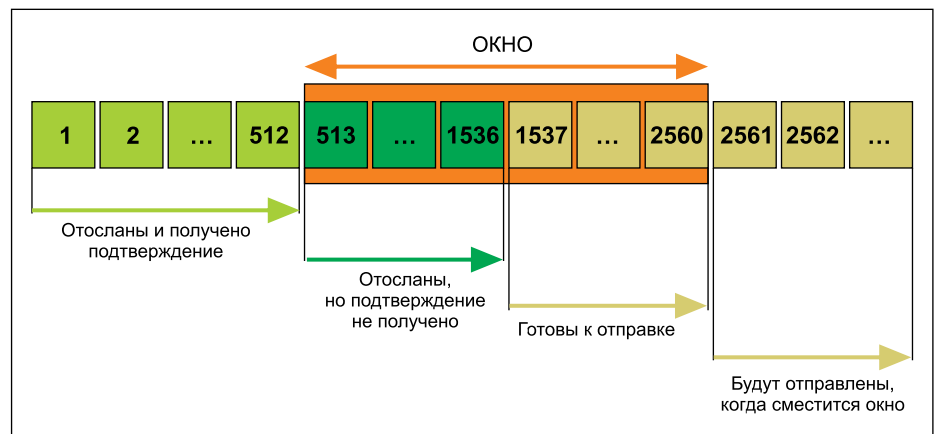 ОКНО
1 2 ... 512 513 ... 1536 1537 ... 2560 2561 2562 ...
Отосланы и получено
подтверждение
Отосланы,
но подтверждение
не получено
Готовы к отправке
Будут отправлены,
когда сместится окно